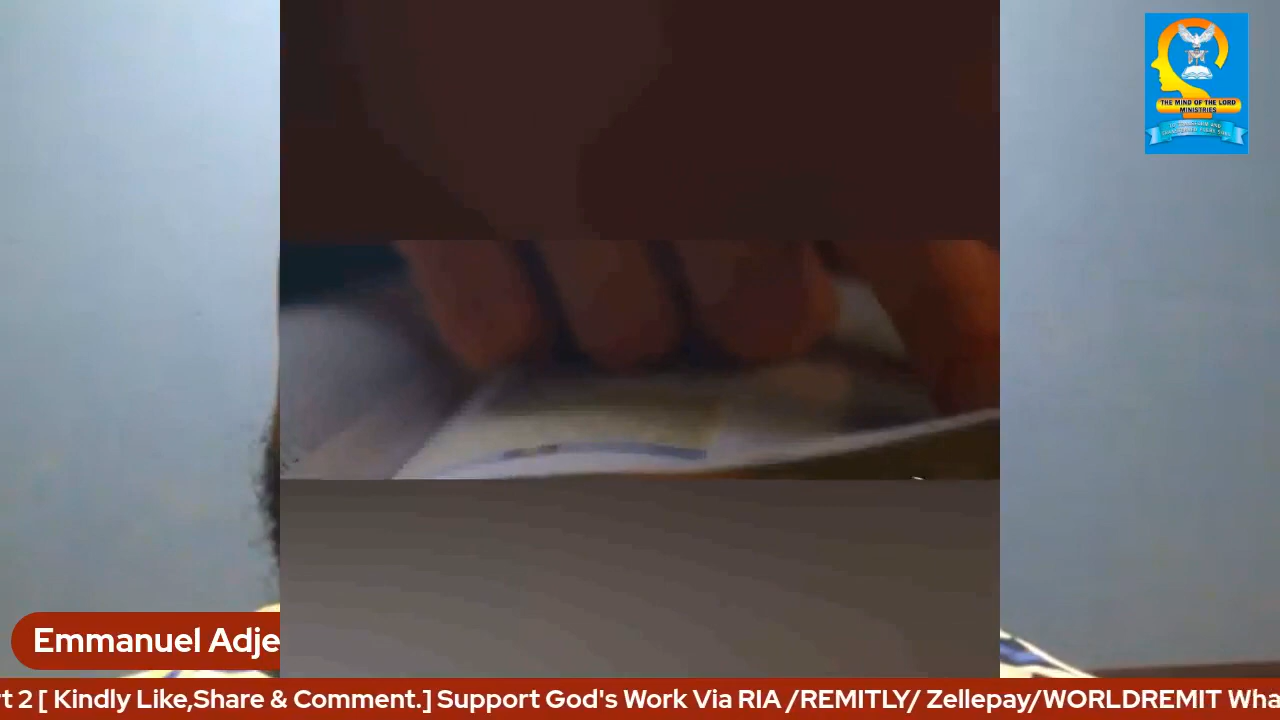 THE MIND OF THE LORD
MINISTRIES
Emmanuel Adje
t 2 [ Kindly Like,Share & Comment.] Support God's Work Via RIA /REMITLY/ Zellepay/WORLDREMIT Wha